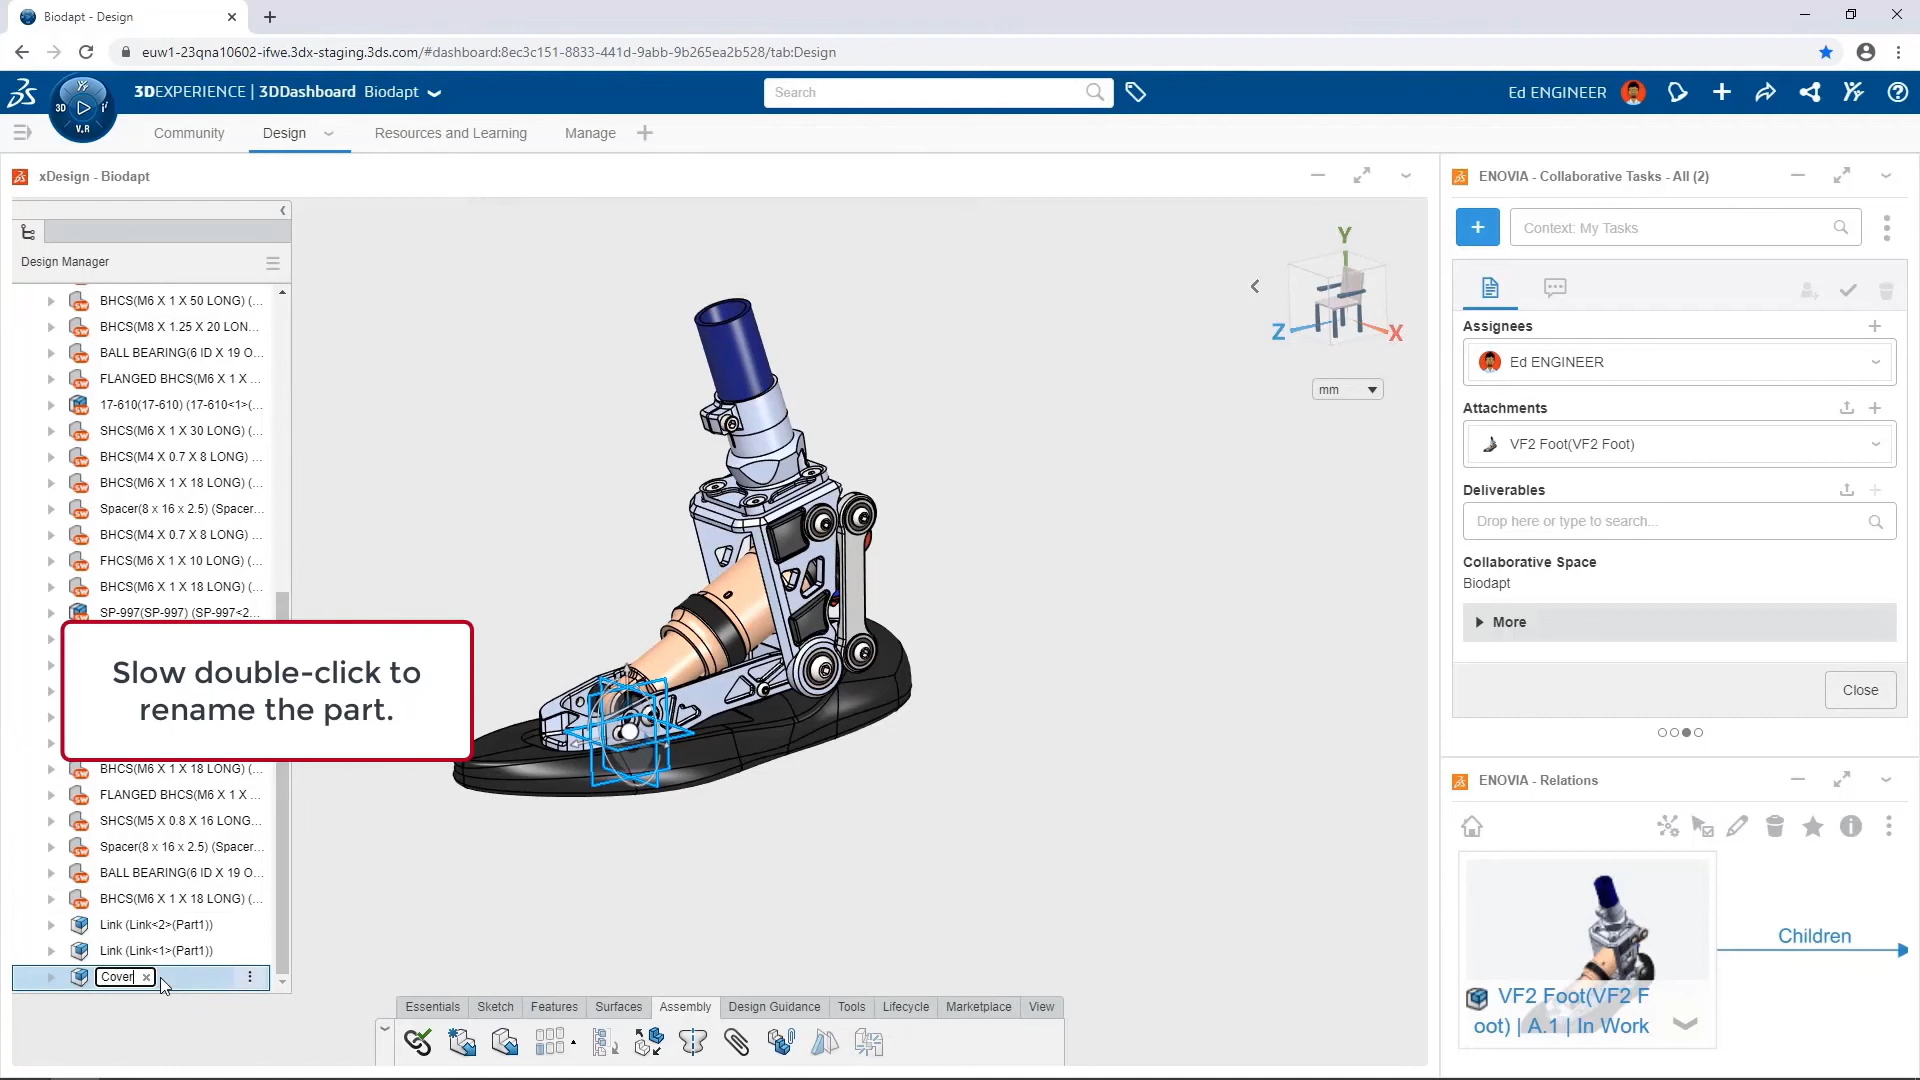 Biodapt - Design
euw1-23qna10602-ifwe.3dx-staging.3ds.com/#dashboard:8ec3c151-8833-441d-9abb-9b265ea2b528/tab:Design
3D
V.R
3DEXPERIENCE | 3DDashboard Biodapt
Search
Ed ENGINEER
Community
Design
Resources and Learning
Manage
xDesign - Biodapt
Design Manager
BHCS(M6 X 1 X 50 LONG) (...
BHCS(M8 X 1.25 X 20 LON...
BALL BEARING(6 ID X 19 O...
FLANGED BHCS(M6 X 1 X ...
17-610(17-610) (17-610<1>(...
SHCS(M6 X 1 X 30 LONG) (...
BHCS(M4 X 0.7 X 8 LONG) ...
BHCS(M6 X 1 X 18 LONG) (...
Spacer(8 x 16 x 2.5) (Spacer...
BHCS(M4 X 0.7 X 8 LONG) ...
FHCS(M6 X 1 X 10 LONG) (...
BHCS(M6 X 1 X 18 LONG) (...
SP-997(SP-997) (SP-997<2...
Slow double-click to
rename the part.
BHCS(M6 X 1 X 18 LONG) (...
FLANGED BHCS(M6 X 1 X ...
SHCS(M5 X 0.8 X 16 LONG...
Spacer(8 x 16 x 2.5) (Spacer...
BALL BEARING(6 ID X 19 O...
BHCS(M6 X 1 X 18 LONG) (...
Link (Link<2>(Part1))
Link (Link<1>(Part1))
Cover
Y
Z
X
mm
Essentials
Sketch
Features
Surfaces
Assembly
Design Guidance
Tools
Lifecycle
Marketplace
View
ENOVIA - Collaborative Tasks - All (2)
Context: My Tasks
Assignees
Ed ENGINEER
Attachments
VF2 Foot(VF2 Foot)
Deliverables
Drop here or type to search...
Collaborative Space
Biodapt
More
Close
ENOVIA - Relations
Children
VF2 Foot(VF2 F
oot) | A.1 | In Work